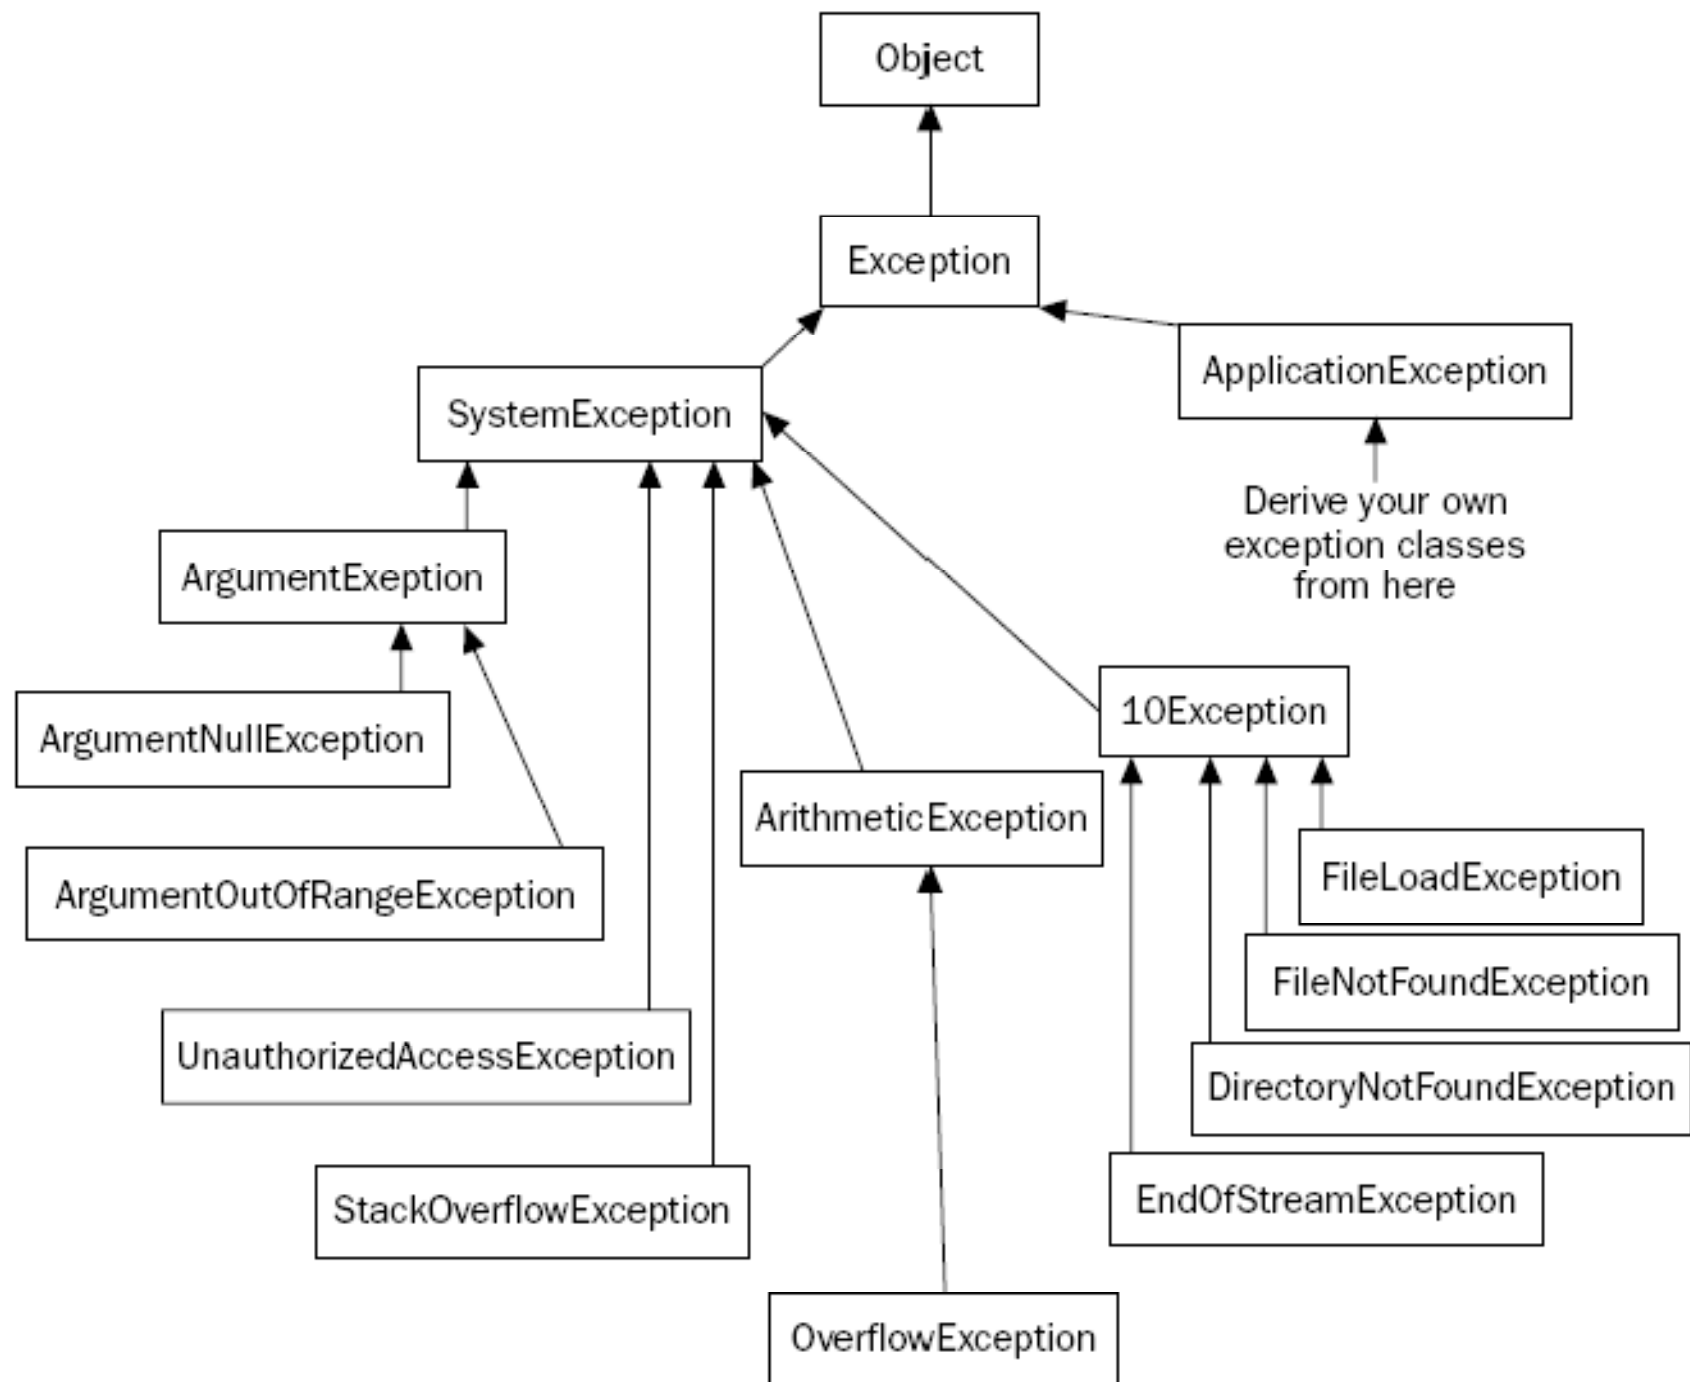 Object
Exception
ApplicationException
SystemException
Derive your own
exception classes
from here
ArgumentExeption
10Exception
ArgumentNullException
ArithmeticException
FileLoadException
ArgumentOutOfRangeException
FileNotFoundException
UnauthorizedAccessException
DirectoryNotFoundException
StackOverflowException
EndOfStreamException
OverflowException